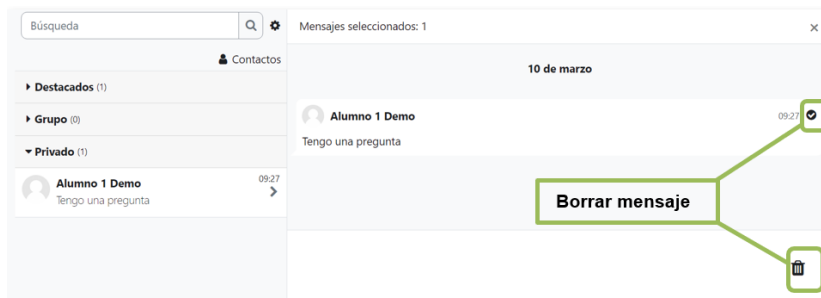 Búsqueda
Contactos
Destacados (1)
Grupo (0)
Privado (1)
Alumno 1 Demo 09:27
Tengo una pregunta
Mensajes seleccionados: 1
10 de marzo
Alumno 1 Demo 09:27
Tengo una pregunta
Borrar mensaje